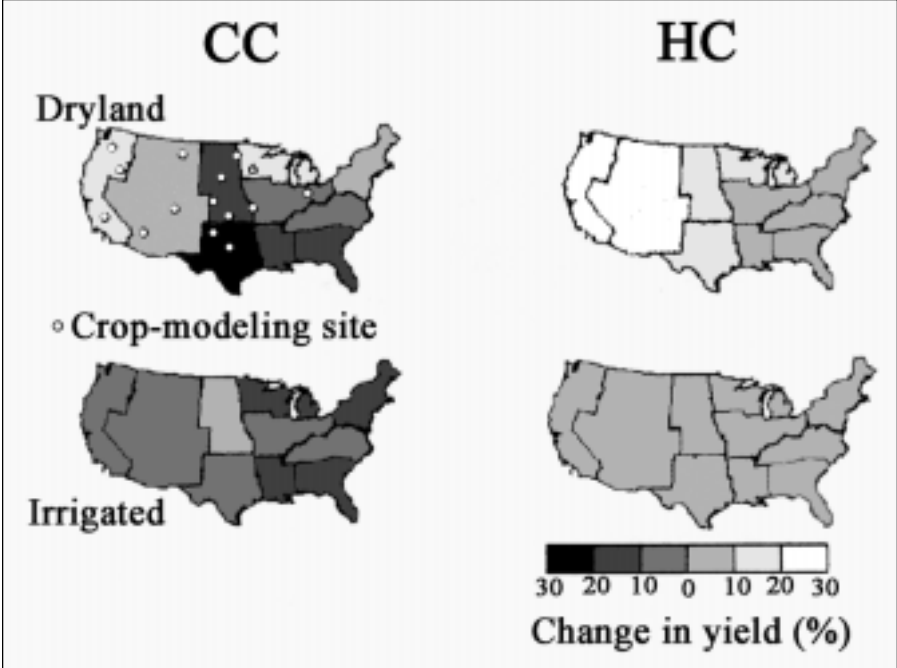 CC
HC
Dryland
Crop-modeling site
Irrigated
30 20 10 0 10 20 30
Change in yield (%)